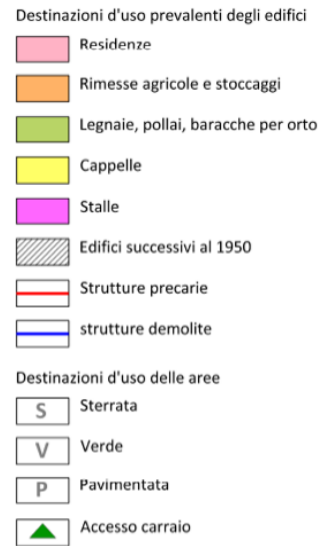 Destinazioni d'uso prevalenti degli edifici
Residenze
Rimesse agricole e stoccaggi
Legnaie, pollai, baracche per orto
Cappelle
Stalle
Edifici successivi al 1950
Strutture precarie
strutture demolite
Destinazioni d'uso delle aree
S Sterrata
V Verde
P Pavimentata
Accesso carraio